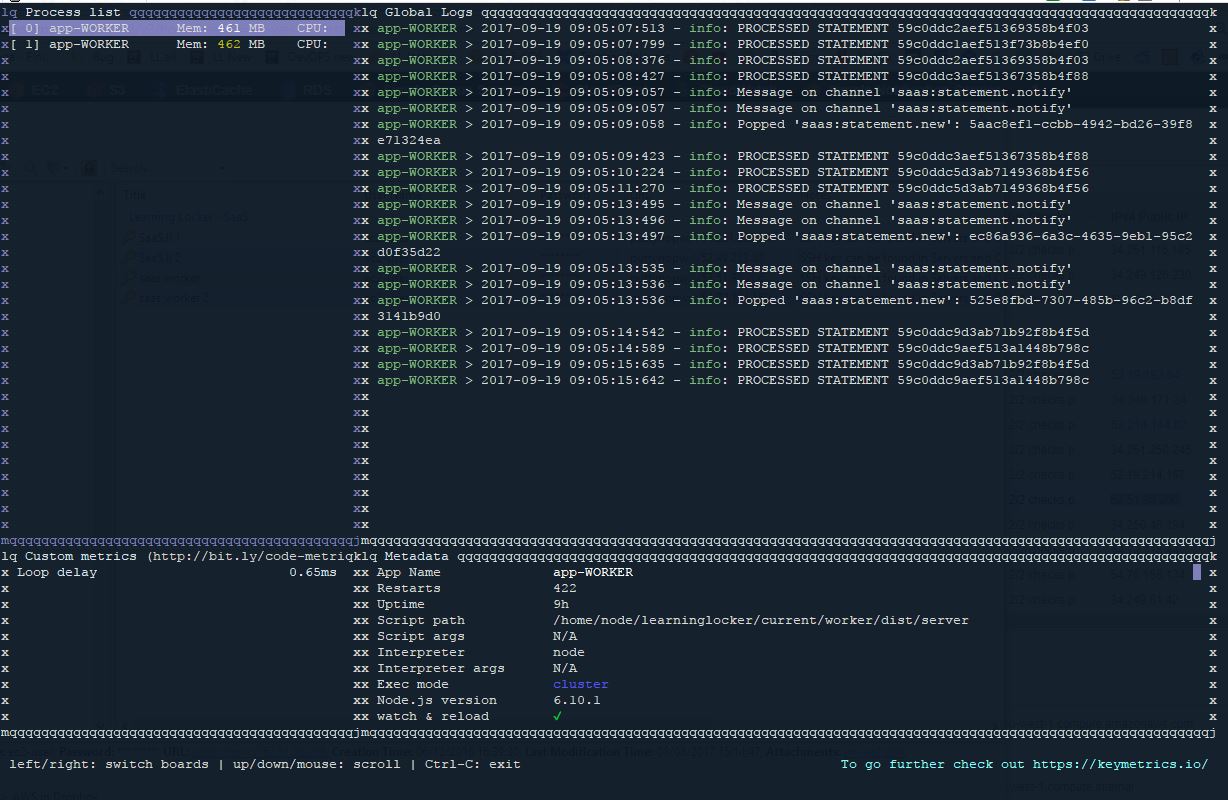 lq Process list qqqqqqqqqqqqqqqqqqqqqqqqqqqqk
x[ 0] app-WORKER Mem: 461 MB CPU: x
x[ 1] app-WORKER Mem: 462 MB CPU: x
lq Global Logs qqqqqqqqqqqqqqqqqqqqqqqqqqqqqqqqqqqqqqqqqqqqqqqqqqqqqqqqqqqqqqqqqqqqqqqqqqqqqqqqqqqqqqqqqqqk
x app-WORKER > 2017-09-19 09:05:07:513 - info: PROCESSED STATEMENT 59c0ddc2aef51369358b4f03 x
x app-WORKER > 2017-09-19 09:05:07:799 - info: PROCESSED STATEMENT 59c0ddc2aef513f73b8b4ef0 x
x app-WORKER > 2017-09-19 09:05:08:376 - info: PROCESSED STATEMENT 59c0ddc2aef51369358b4f03 x
x app-WORKER > 2017-09-19 09:05:08:427 - info: PROCESSED STATEMENT 59c0ddc3aef51367358b4f88 x
x app-WORKER > 2017-09-19 09:05:09:057 - info: Message on channel 'saas:statement.notify' x
x app-WORKER > 2017-09-19 09:05:09:057 - info: Message on channel 'saas:statement.notify' x
x app-WORKER > 2017-09-19 09:05:09:058 - info: Popped 'saas:statement.new': 5aac8ef1-ccbb-4942-bd26-39f8 x
x e71324ea x
x app-WORKER > 2017-09-19 09:05:09:423 - info: PROCESSED STATEMENT 59c0ddc3aef51367358b4f88 x
x app-WORKER > 2017-09-19 09:05:10:224 - info: PROCESSED STATEMENT 59c0ddc5d3ab7149368b4f56 x
x app-WORKER > 2017-09-19 09:05:11:270 - info: PROCESSED STATEMENT 59c0ddc5d3ab7149368b4f56 x
x app-WORKER > 2017-09-19 09:05:13:495 - info: Message on channel 'saas:statement.notify' x
x app-WORKER > 2017-09-19 09:05:13:496 - info: Message on channel 'saas:statement.notify' x
x app-WORKER > 2017-09-19 09:05:13:497 - info: Popped 'saas:statement.new': ec86a936-6a3c-4635-9eb1-95c2 x
x d0f35d22 x
x app-WORKER > 2017-09-19 09:05:13:535 - info: Message on channel 'saas:statement.notify' x
x app-WORKER > 2017-09-19 09:05:13:536 - info: Message on channel 'saas:statement.notify' x
x app-WORKER > 2017-09-19 09:05:13:536 - info: Popped 'saas:statement.new': 525e8fbd-7307-485b-96c2-b8df x
x 3141b9d0 x
x app-WORKER > 2017-09-19 09:05:14:542 - info: PROCESSED STATEMENT 59c0ddc9d3ab71b92f8b4f5d x
x app-WORKER > 2017-09-19 09:05:14:589 - info: PROCESSED STATEMENT 59c0ddc9aef513a1448b798c x
x app-WORKER > 2017-09-19 09:05:15:635 - info: PROCESSED STATEMENT 59c0ddc9d3ab71b92f8b4f5d x
x app-WORKER > 2017-09-19 09:05:15:642 - info: PROCESSED STATEMENT 59c0ddc9aef513a1448b798c x
lq Custom metrics (http://bit.ly/code-metriqk
x Loop delay 0.65ms x
lq Metadata qqqqqqqqqqqqqqqqqqqqqqqqqqqqqqqqqqqqqqqqqqqqqqqqqqqqqqqqqqqqqqqqqqqqqqqqqqqqqqqqqqqqqqqqqqqqqqk
x App Name app-WORKER x
x Restarts 422 x
x Uptime 9h x
x Script path /home/node/learninglocker/current/worker/dist/server x
x Script args N/A x
x Interpreter node x
x Interpreter args N/A x
x Exec mode cluster x
x Node.js version 6.10.1 x
x watch & reload ✓ x
left/right: switch boards | up/down/mouse: scroll | Ctrl-C: exit
To go further check out https://keymetrics.io/